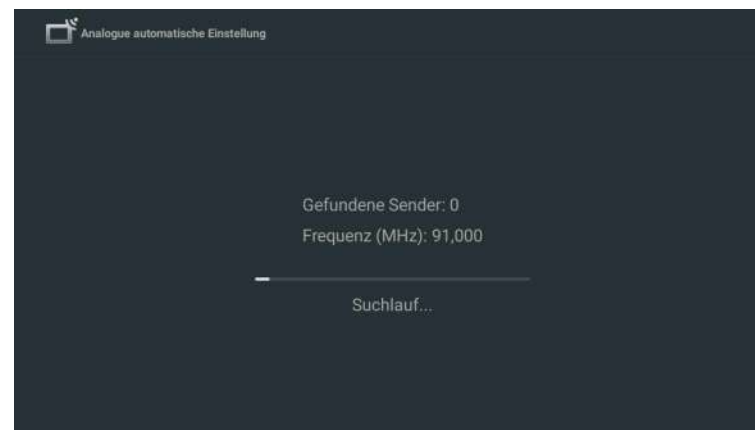 Analogue automatische Einstellung
Gefundene Sender: 0
Frequenz (MHz): 91,000
Suchlauf...